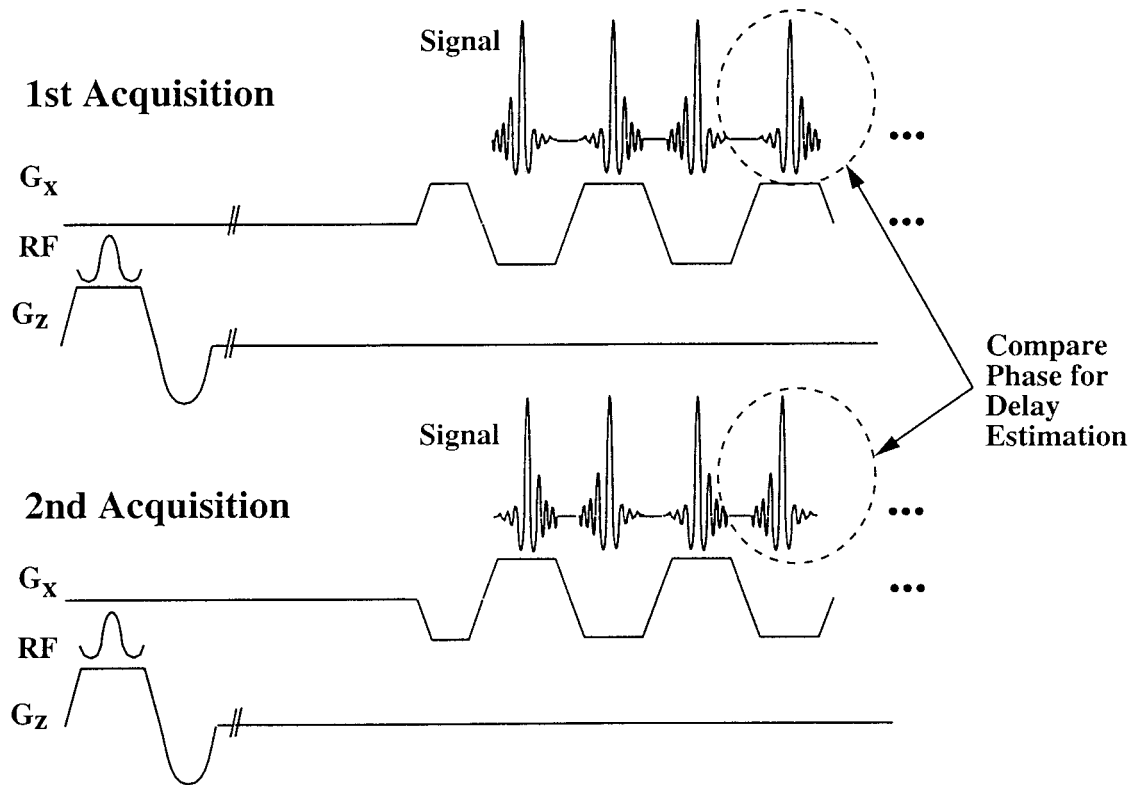 Signal
1st Acquisition
Gx
RF
Gz
Compare
Phase for
Delay
Estimation
Signal
2nd Acquisition
Gx
RF
Gz